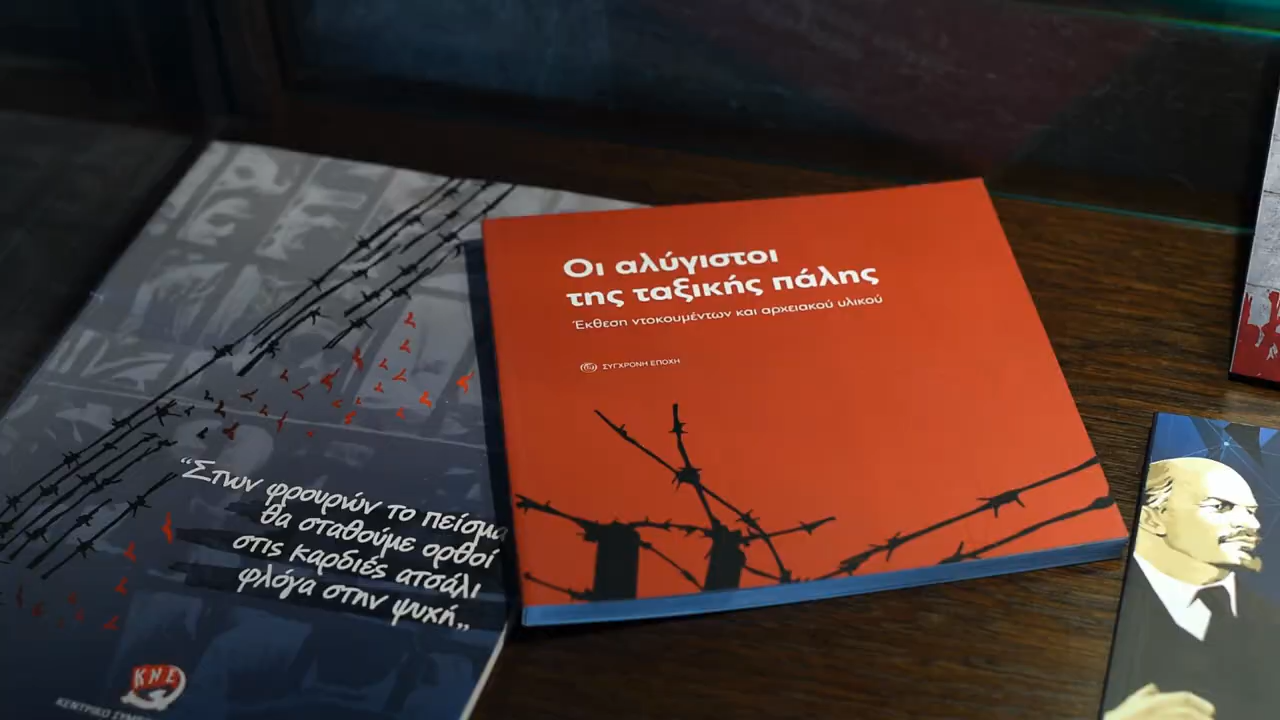 Οι αλύγιστοι
της ταξικής πάλης
Έκθεση ντοκουμέντων και αρχειακού υλικού
ΣΥΓΧΡΟΝΗ ΕΠΟΧΗ
“Στων φρουρών το πείσμα
θα σταθούμε ορθοί
στις καρδιές ατσάλι
φλόγα στην ψυχή„
ΚΝΕ
ΚΕΝΤΡΙΚΟ